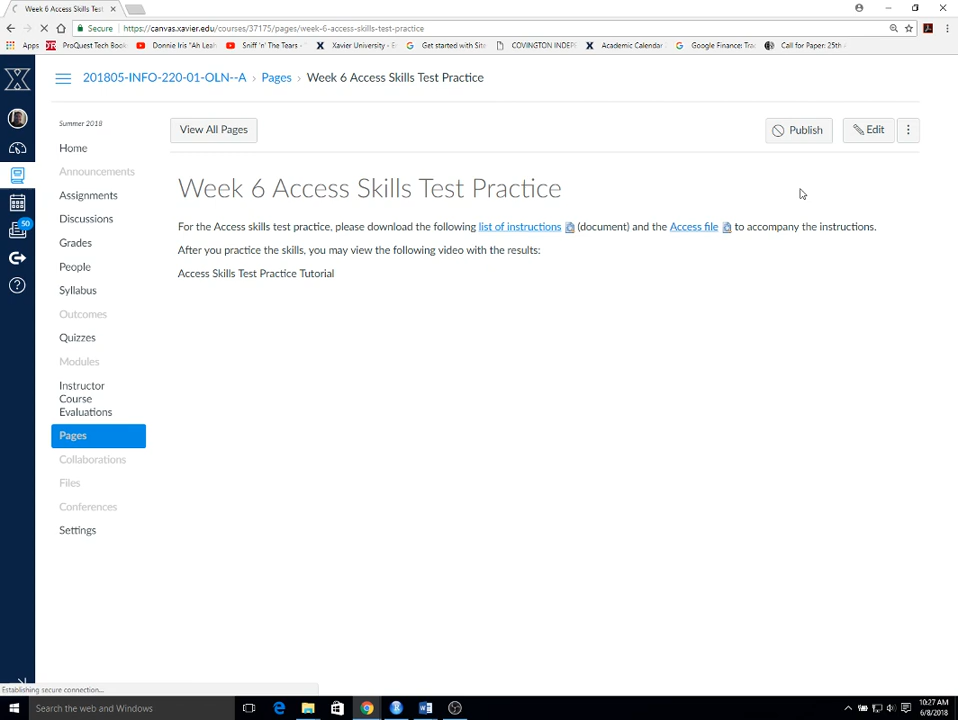 Week 6 Access Skills Test
Secure https://canvas.xavier.edu/courses/37175/pages/week-6-access-skills-test-practice
Apps ProQuest Tech Book Donnie Iris "Ah Leah Sniff 'n' The Tears - Xavier University - E Get started with Site COVINGTON INDEP Academic Calendar Google Finance: Trac Call for Paper: 25th
201805-INFO-220-01-OLN--A › Pages › Week 6 Access Skills Test Practice
Summer 2018
View All Pages
Publish
Edit
Home
Announcements
Assignments
Discussions
Grades
People
Syllabus
Outcomes
Quizzes
Modules
Instructor
Course
Evaluations
Pages
Collaborations
Files
Conferences
Settings
50
Week 6 Access Skills Test Practice
For the Access skills test practice, please download the following list of instructions (document) and the Access file to accompany the instructions.
After you practice the skills, you may view the following video with the results:
Access Skills Test Practice Tutorial
Establishing secure connection...
Search the web and Windows
10:27 AM
6/8/2018